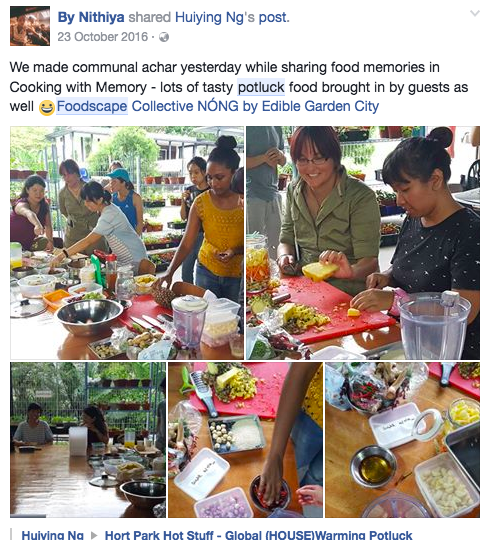 By Nithiya shared Huiying Ng's post.
23 October 2016 ·
We made communal achar yesterday while sharing food memories in
Cooking with Memory - lots of tasty potluck food brought in by guests as
well 😄 Foodscape Collective NÓNG by Edible Garden City
Huiying Ng ▶ Hort Park Hot Stuff - Global (HOUSE)Warming Potluck